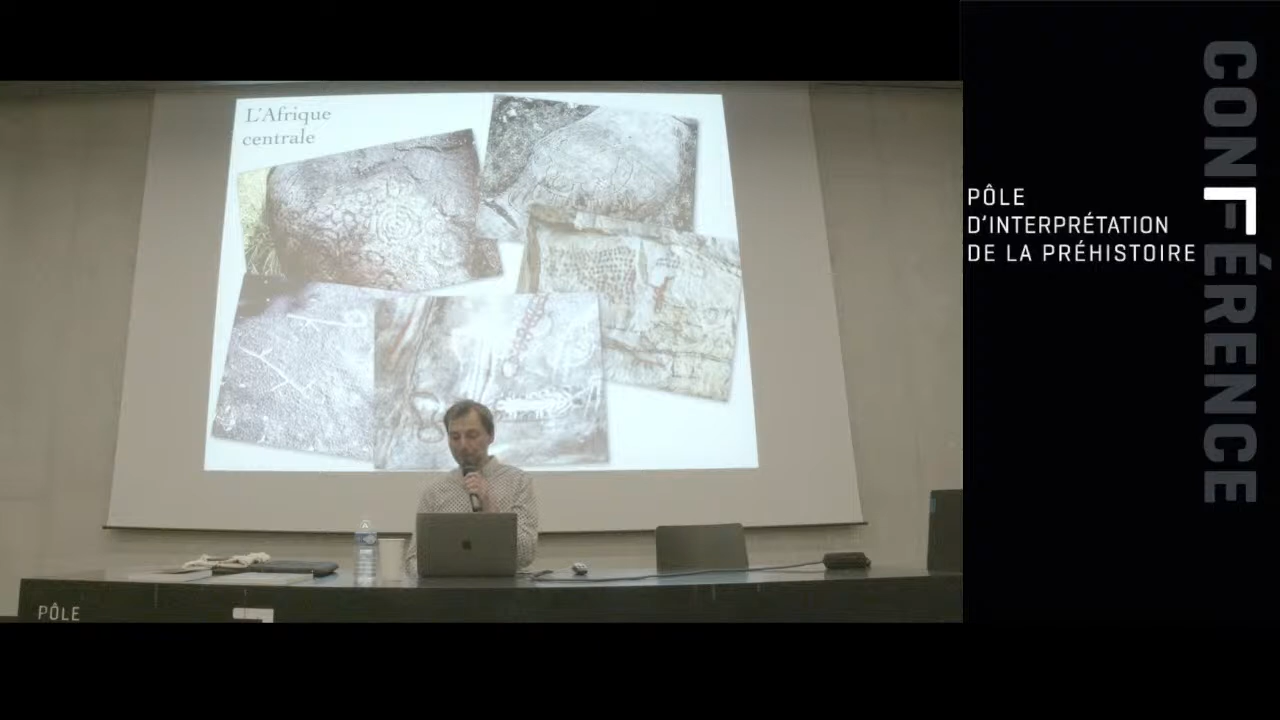 L'Afrique
centrale
PÔLE
D'INTERPRÉTATION
DE LA PRÉHISTOIRE
CONFÉRENCE
PÔLE